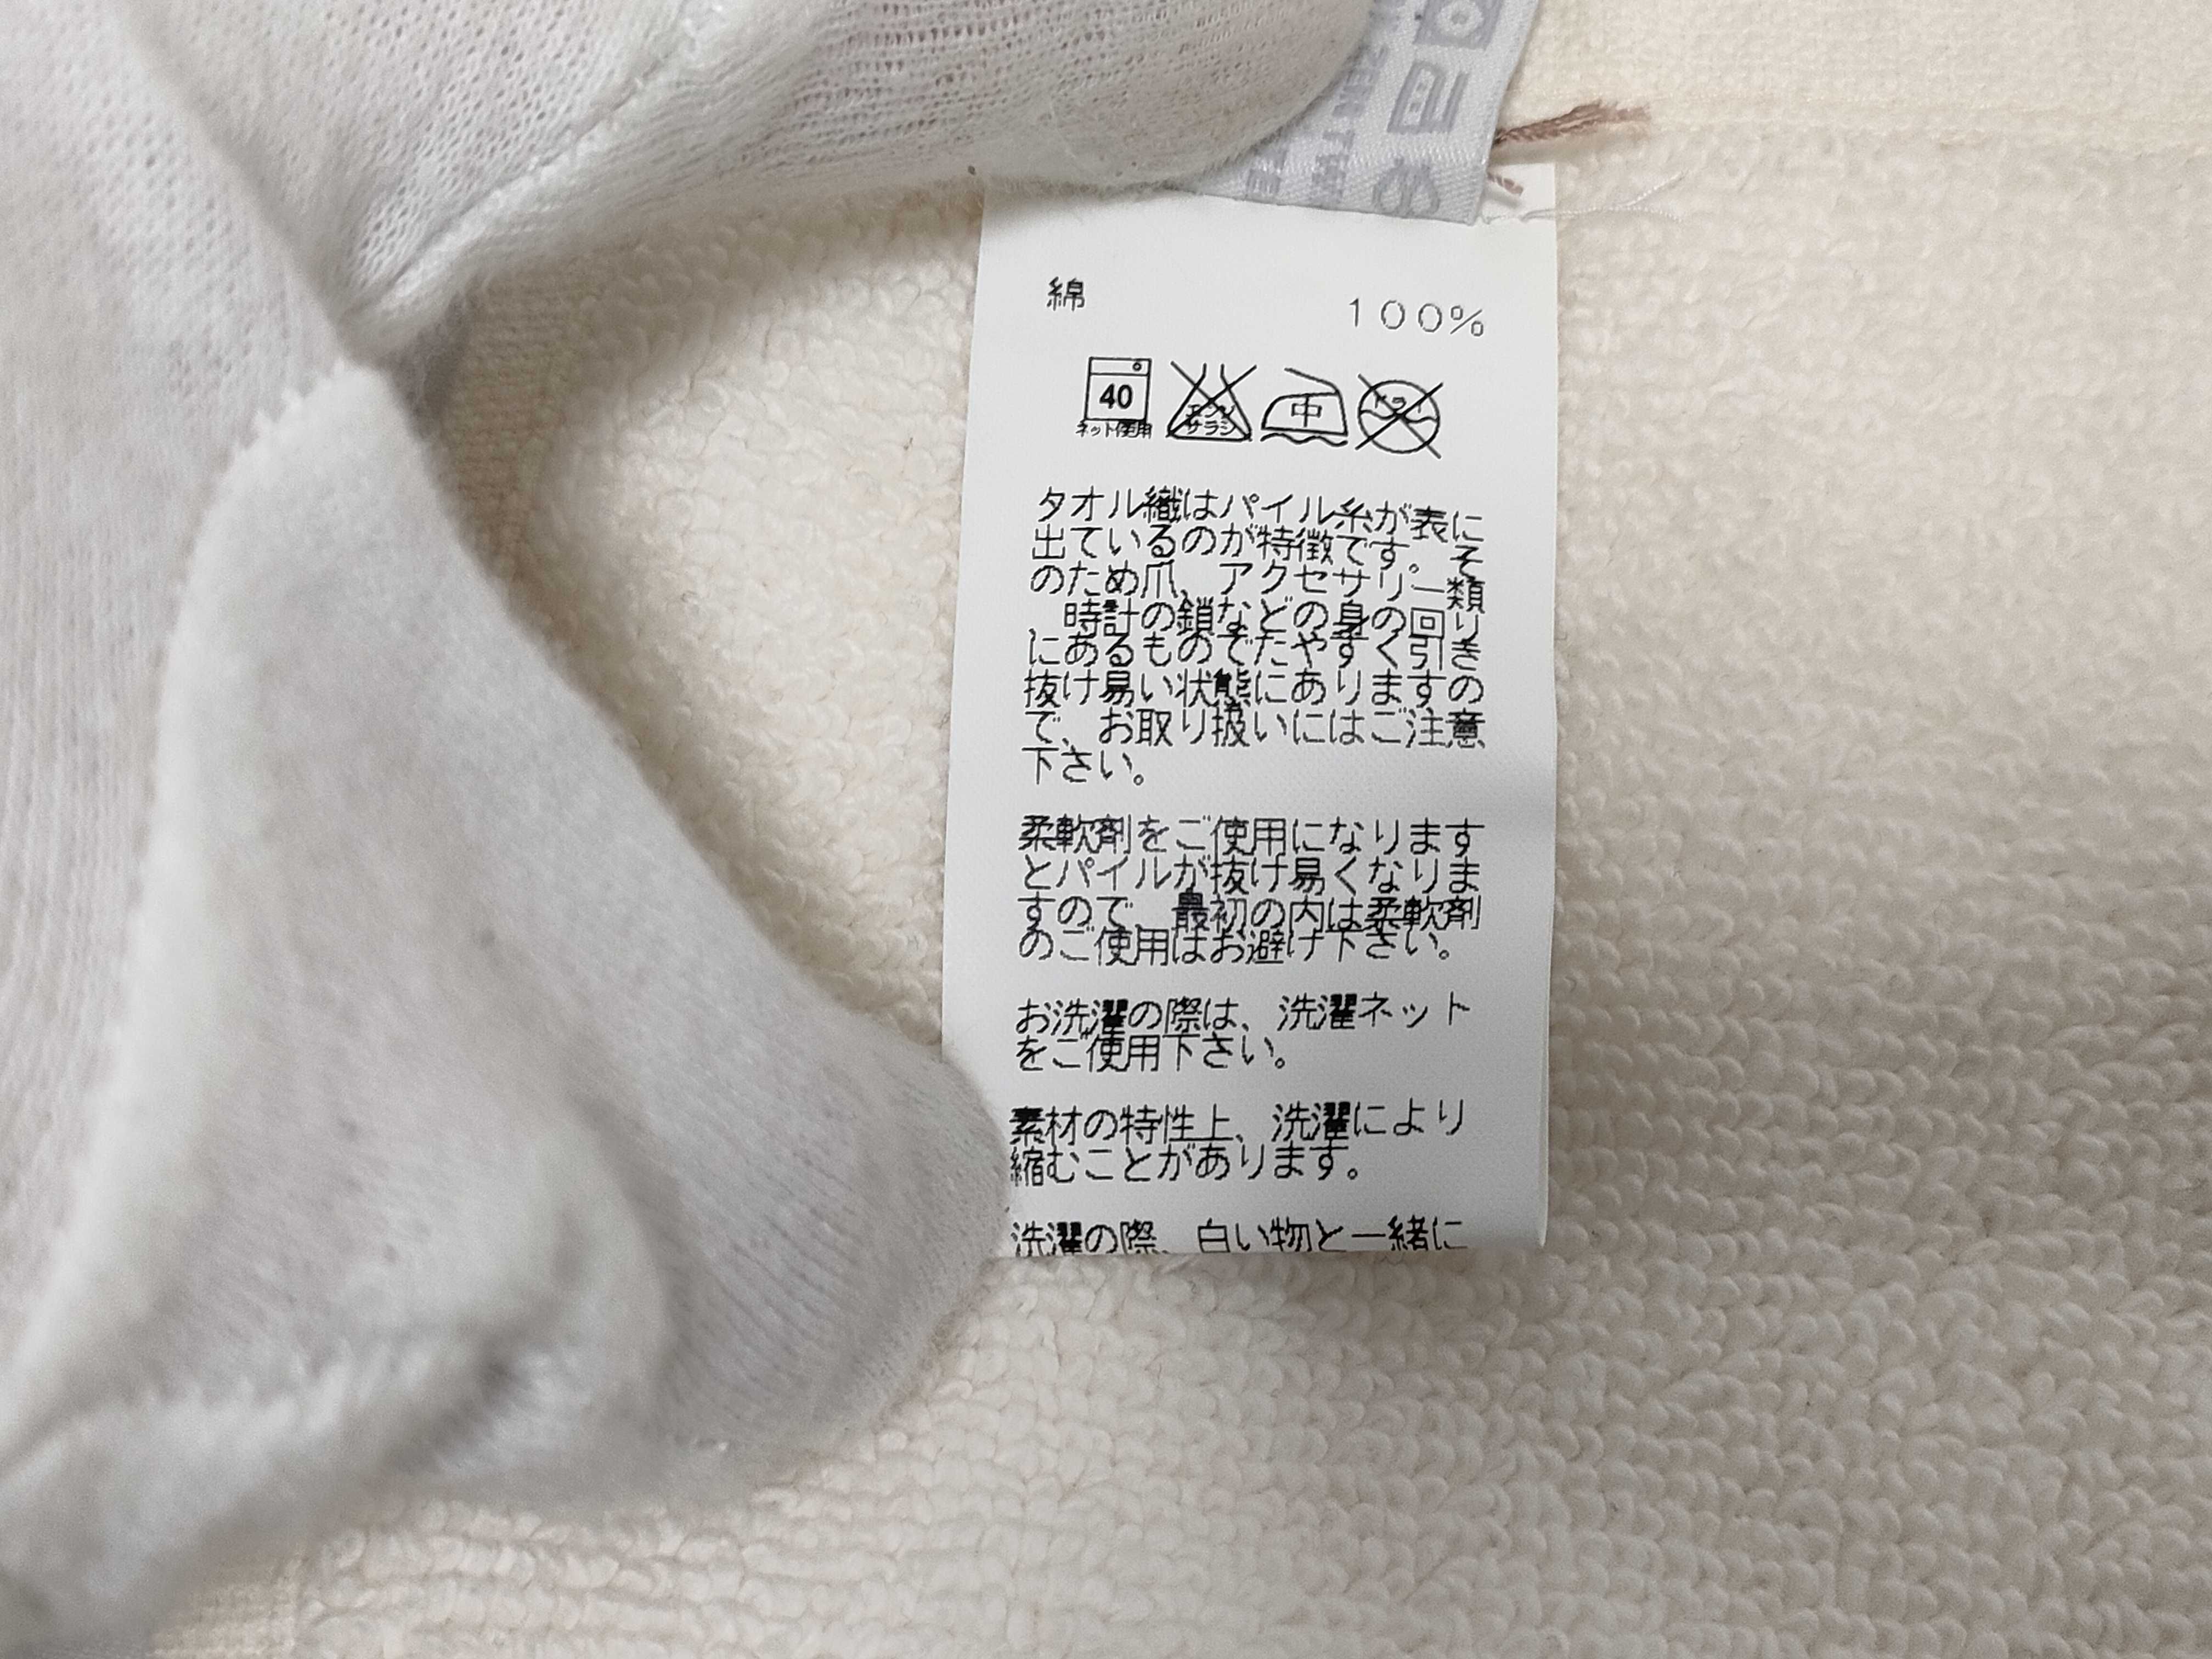 綿 100%
40
ネット使用
エンソ
サラシ
中
ドライ
タオル織はパイル糸が表に
出ているのが特徴です。そ
のため爪、アクセサリー類
時計の鎖などの身の回り
にあるものでたやすく引き
抜け易い状態にありますの
で、お取り扱いにはご注意
下さい。
柔軟剤をご使用になります
とパイルが抜け易くなりま
すので、最初の内は柔軟剤
のご使用はお避け下さい。
お洗濯の際は、洗濯ネット
をご使用下さい。
素材の特性上、洗濯により
縮むことがあります。
洗濯の際、白い物と一緒に